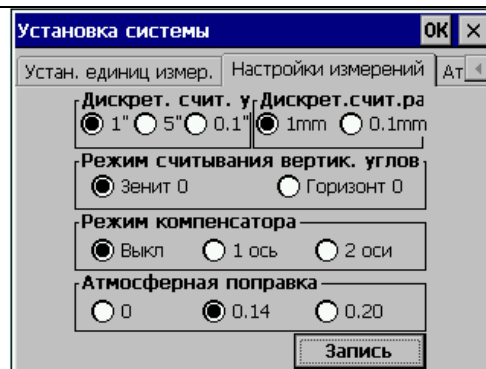 Установка системы OK ×
Устан. единиц измер. Настройки измерений Ат
Дискрет. счит. у Дискрет.счит.ра
1" 5" 0.1" 1mm 0.1mm
Режим считывания вертик. углов
Зенит 0 Горизонт 0
Режим компенсатора
Выкл 1 ось 2 оси
Атмосферная поправка
0 0.14 0.20
Запись